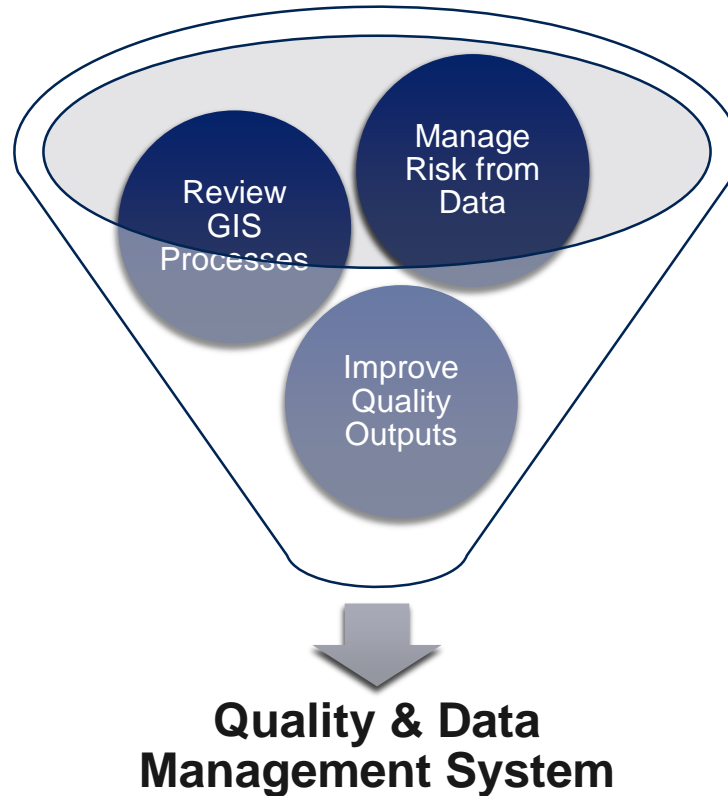 Manage
Risk from
Data
Review
GIS
Processes
Improve
Quality
Outputs
Quality & Data
Management System